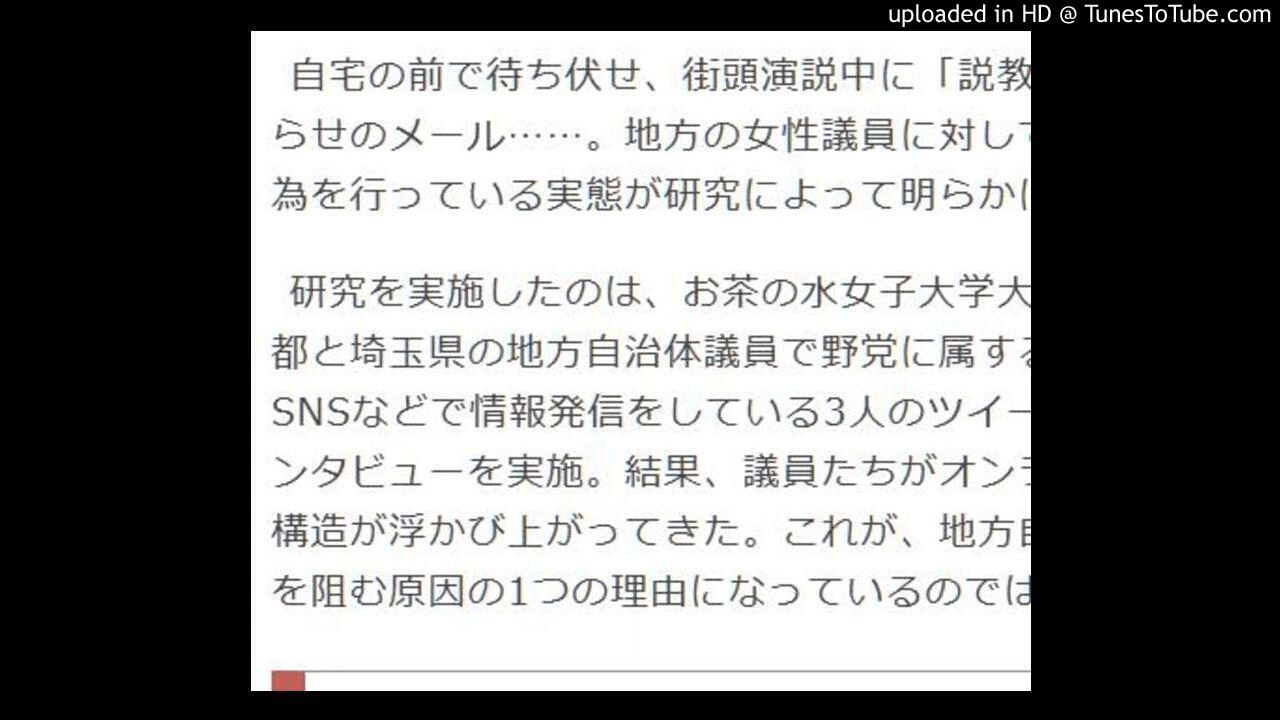 uploaded in HD @ TunesToTube.com
自宅の前で待ち伏せ、街頭演説中に「説教
らせのメール……。地方の女性議員に対して
為を行っている実態が研究によって明らかに
研究を実施したのは、お茶の水女子大学大
都と埼玉県の地方自治体議員で野党に属する
SNSなどで情報発信をしている3人のツイー
ンタビューを実施。結果、議員たちがオンラ
構造が浮かび上がってきた。これが、地方自
を阻む原因の1つの理由になっているのでは